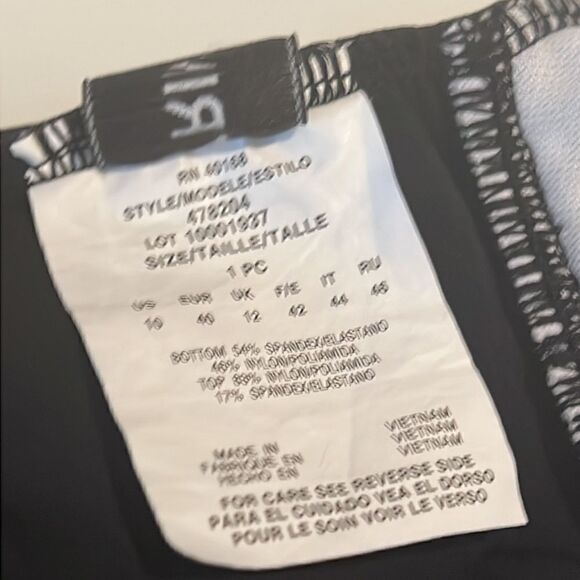 RN 49168
STYLE/MODELE/ESTILO
478204
LOT 10001937
SIZE/TAILLE/TALLE
1 PC
US EUR UK F/E IT RU
10 40 12 42 44 46
BOTTOM 54% SPANDEX/ELASTANO
46% NYLON/POLIAMIDA
TOP 83% NYLON/POLIAMIDA
17% SPANDEX/ELASTANO
MADE IN VIETNAM
FABRIQUE EN VIETNAM
HECHO EN VIETNAM
FOR CARE SEE REVERSE SIDE
PARA EL CUIDADO VEA EL DORSO
POUR LE SOIN VOIR LE VERSO